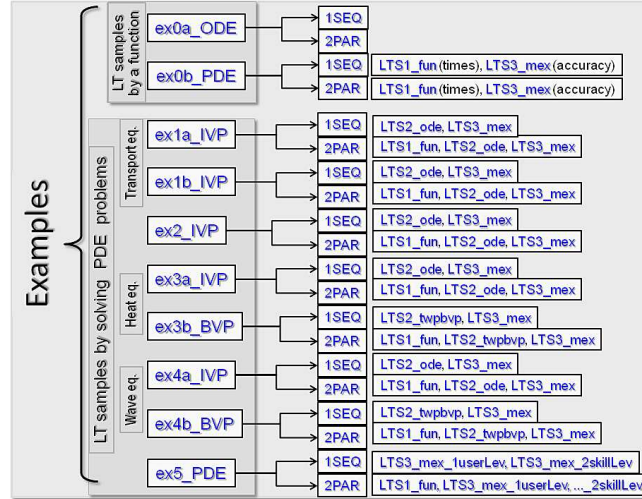 Examples
LT samples
by a function
ex0a_ODE
1SEQ
2PAR
ex0b_PDE
1SEQ
LTS1_fun (times), LTS3_mex (accuracy)
2PAR
LTS1_fun (times), LTS3_mex (accuracy)
LT samples by solving PDE problems
Transport eq.
ex1a_IVP
1SEQ
LTS2_ode, LTS3_mex
2PAR
LTS1_fun, LTS2_ode, LTS3_mex
ex1b_IVP
1SEQ
LTS2_ode, LTS3_mex
2PAR
LTS1_fun, LTS2_ode, LTS3_mex
ex2_IVP
1SEQ
LTS2_ode, LTS3_mex
2PAR
LTS1_fun, LTS2_ode, LTS3_mex
Heat eq.
ex3a_IVP
1SEQ
LTS2_ode, LTS3_mex
2PAR
LTS1_fun, LTS2_ode, LTS3_mex
ex3b_BVP
1SEQ
LTS2_twpbvp, LTS3_mex
2PAR
LTS1_fun, LTS2_twpbvp, LTS3_mex
Wave eq.
ex4a_IVP
1SEQ
LTS2_ode, LTS3_mex
2PAR
LTS1_fun, LTS2_ode, LTS3_mex
ex4b_BVP
1SEQ
LTS2_twpbvp, LTS3_mex
2PAR
LTS1_fun, LTS2_twpbvp, LTS3_mex
ex5_PDE
1SEQ
LTS3_mex_1userLev, LTS3_mex_2skillLev
2PAR
LTS1_fun, LTS3_mex_1userLev, ..._2skillLev